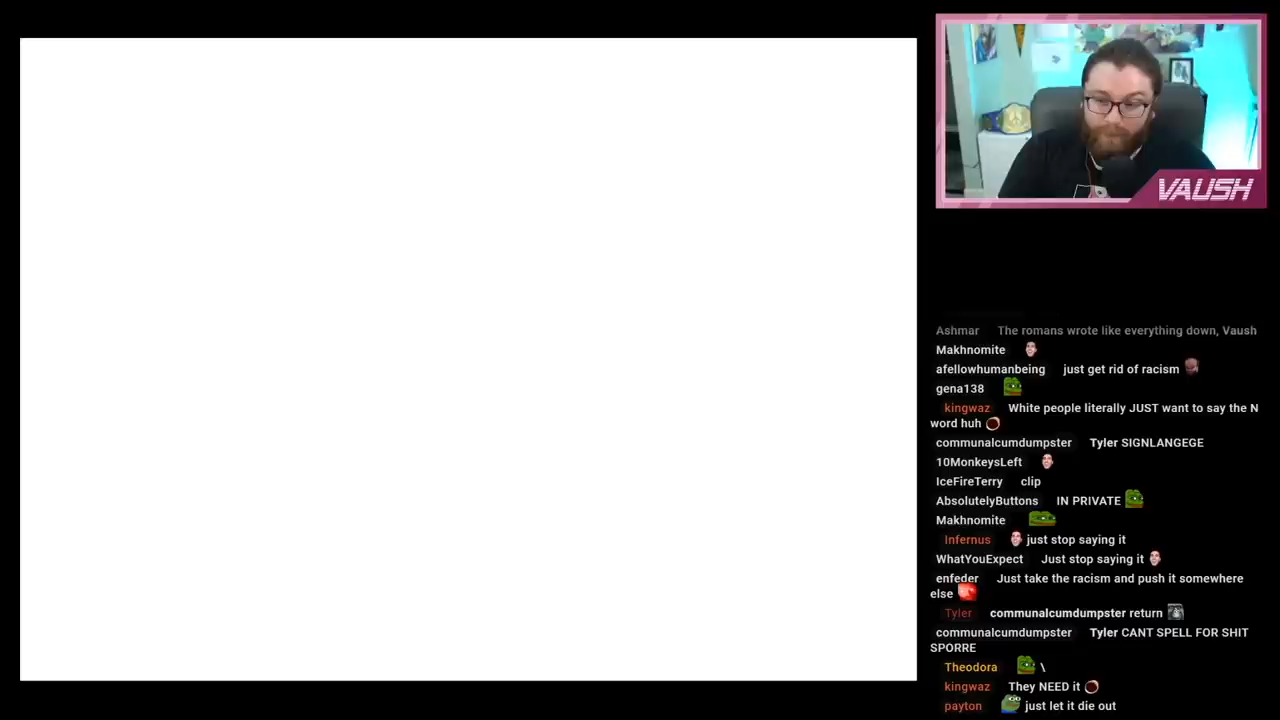 VAUSH
Ashmar The romans wrote like everything down, Vaush
Makhnomite
afellowhumanbeing just get rid of racism
gena138
kingwaz White people literally JUST want to say the N
word huh
communalcumdumpster Tyler SIGNLANGEGE
10MonkeysLeft
IceFireTerry clip
AbsolutelyButtons IN PRIVATE
Makhnomite
Infernus just stop saying it
WhatYouExpect Just stop saying it
enfeder Just take the racism and push it somewhere
else
Tyler communalcumdumpster return
communalcumdumpster Tyler CANT SPELL FOR SHIT
SPORRE
Theodora \
kingwaz They NEED it
payton just let it die out